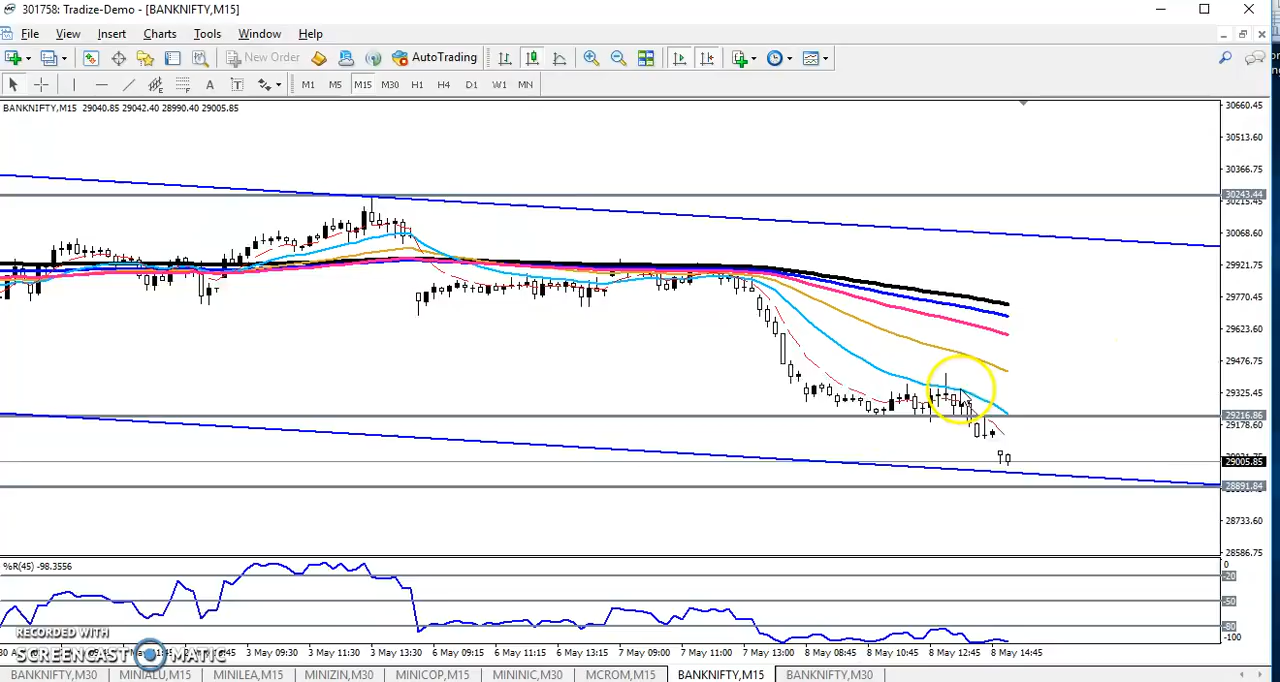 301758: Tradize-Demo - [BANKNIFTY,M15]
File View Insert Charts Tools Window Help
New Order AutoTrading
A T M1 M5 M15 M30 H1 H4 D1 W1 MN
BANKNIFTY,M15 29040.85 29042.40 28990.40 29005.85
30660.45
30513.60
30366.75
30243.44
30215.45
30068.60
29921.75
29770.45
29623.60
29476.75
29325.45
29216.86
29178.60
29005.85
28891.84
28733.60
28586.75
%R(45) -98.3556
0
-20
-50
-80
-100
RECORDED WITH
SCREENCAST MATIC
3 May 09:30 3 May 11:30 3 May 13:30 6 May 09:15 6 May 11:15 6 May 13:15 7 May 09:00 7 May 11:00 7 May 13:00 8 May 08:45 8 May 10:45 8 May 12:45 8 May 14:45
BANKNIFTY,M30 MINIALU,M15 MINILEA,M15 MINIZIN,M30 MINICOP,M15 MININIC,M30 MCROM,M15 BANKNIFTY,M15 BANKNIFTY,M30